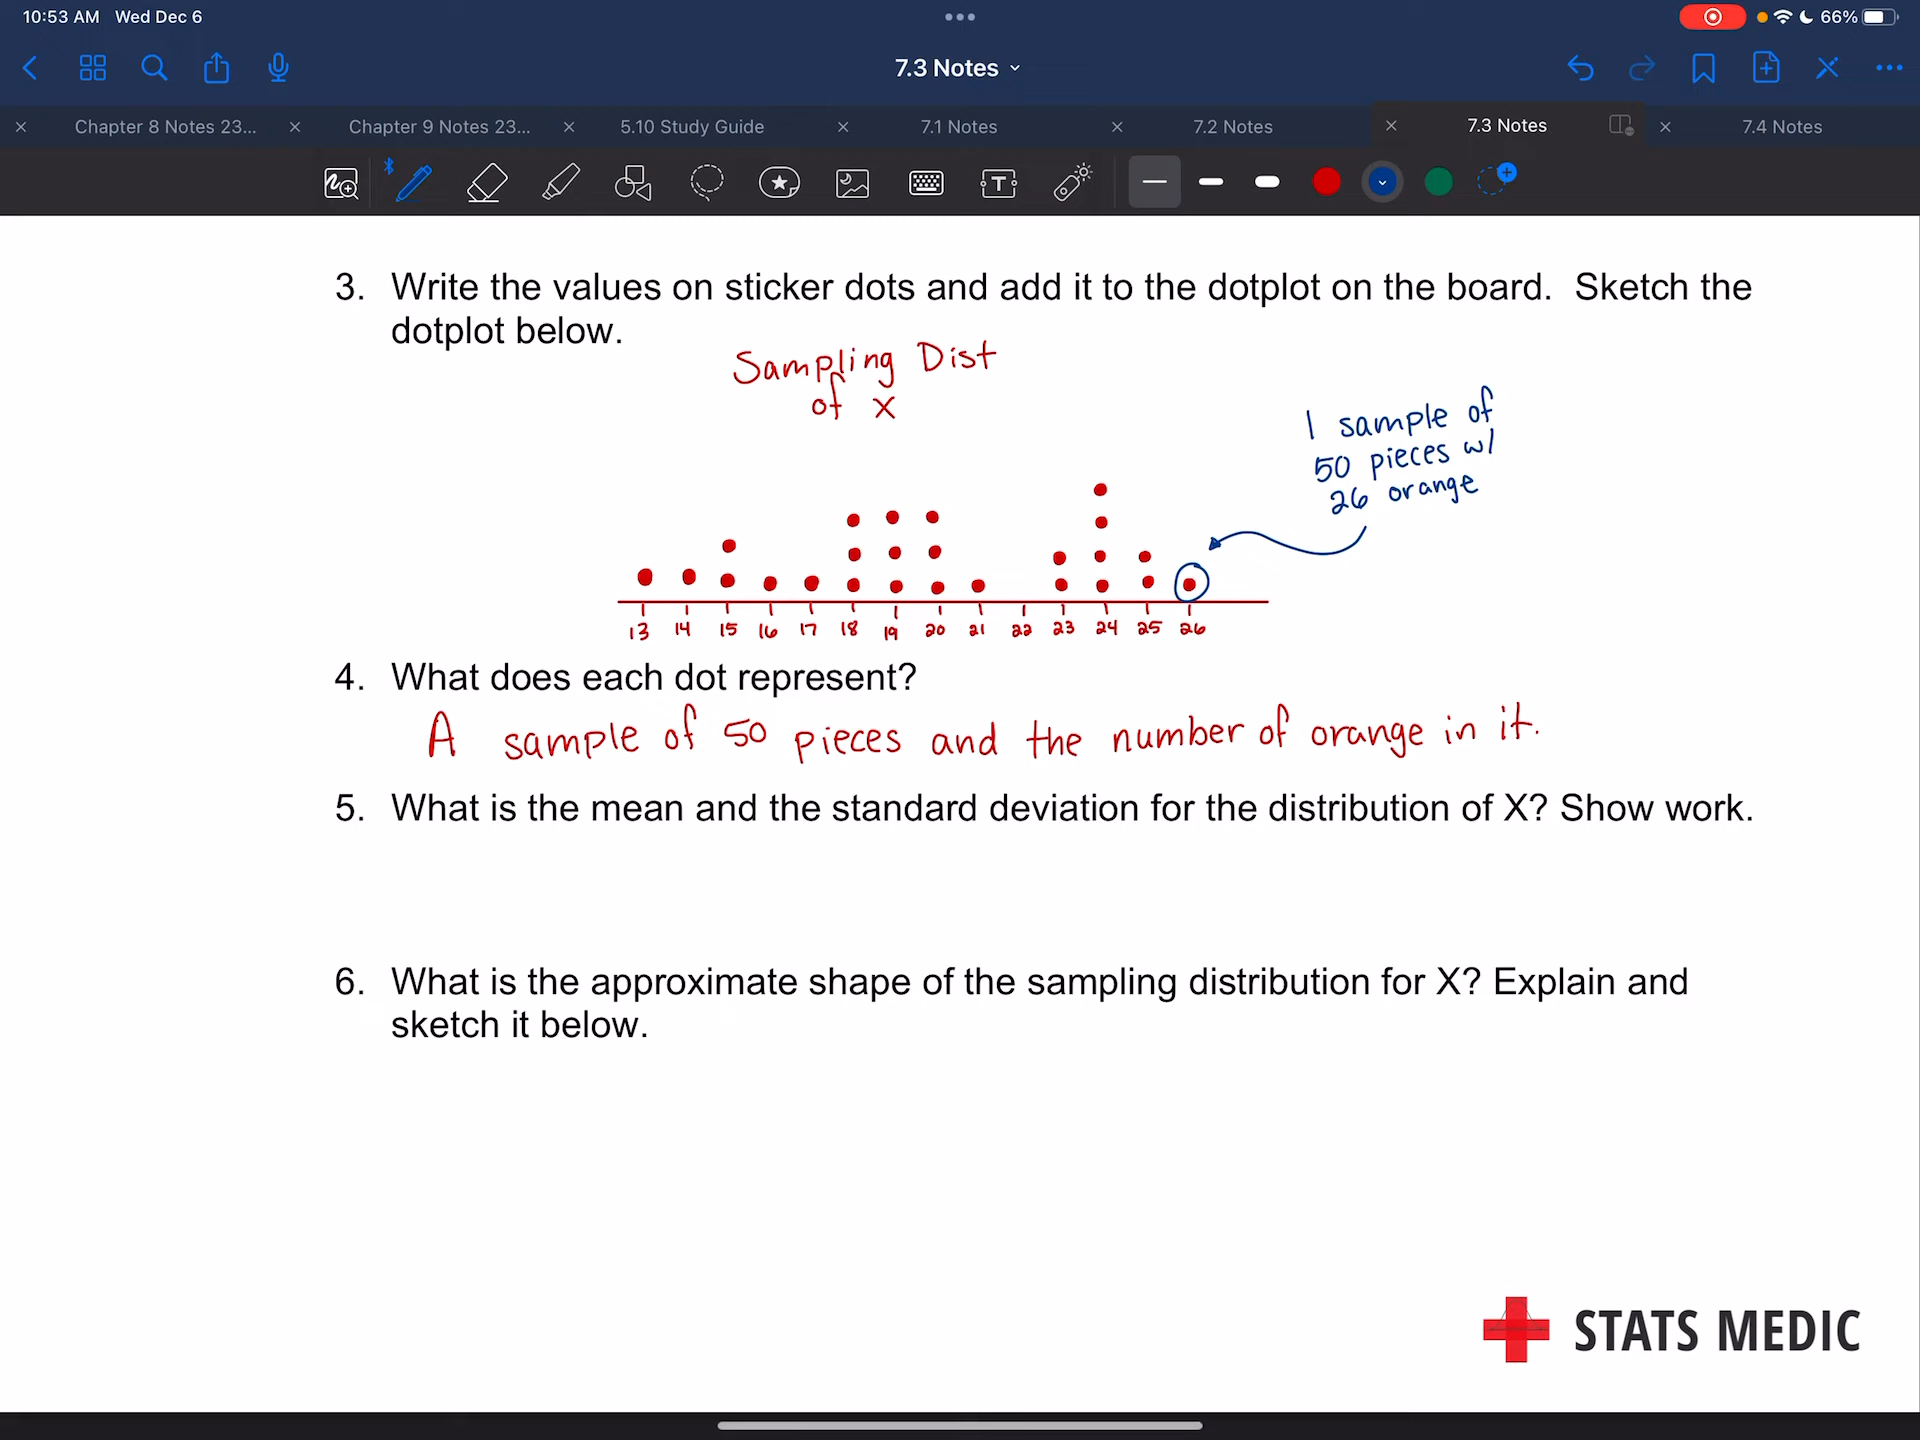 10:53 AM Wed Dec 6
66%
7.3 Notes
Chapter 8 Notes 23...
Chapter 9 Notes 23...
5.10 Study Guide
7.1 Notes
7.2 Notes
7.3 Notes
7.4 Notes
T
3. Write the values on sticker dots and add it to the dotplot on the board. Sketch the
dotplot below.
Sampling Dist
of X
1 sample of
50 pieces w/
26 orange
13 14 15 16 17 18 19 20 21 22 23 24 25 26
4. What does each dot represent?
A sample of 50 pieces and the number of orange in it.
5. What is the mean and the standard deviation for the distribution of X? Show work.
6. What is the approximate shape of the sampling distribution for X? Explain and
sketch it below.
STATS MEDIC